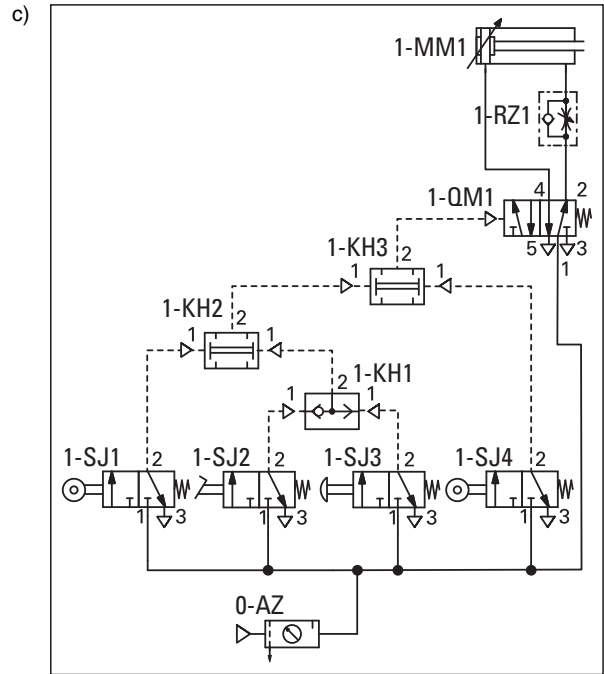 c)
1-MM1
1-RZ1
4 2
1-QM1
5 3
1
1-KH3
1 2 1
1-KH2
1 2 1
1-KH1
1 2 1
1-SJ1 2
1 3
1-SJ2 2
1 3
1-SJ3 2
1 3
1-SJ4 2
1 3
0-AZ